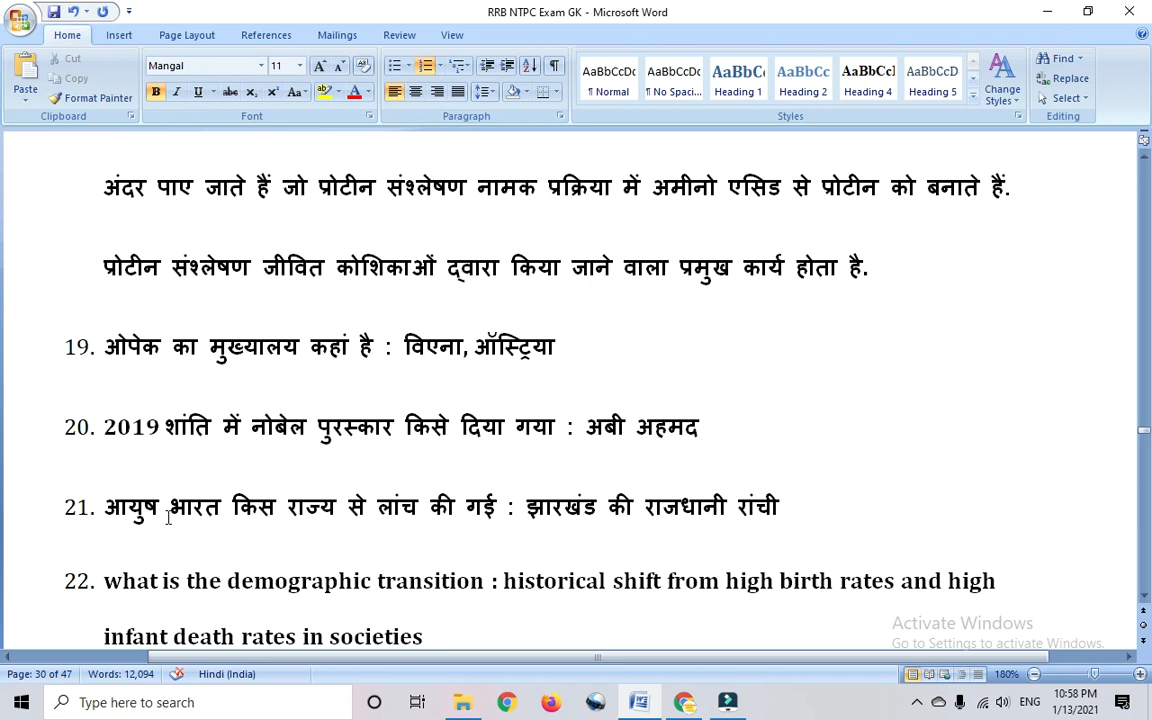 RRB NTPC Exam GK - Microsoft Word
Home Insert Page Layout References Mailings Review View
Paste Cut Copy Format Painter Clipboard
Mangal 11 Font
Paragraph
AaBbCcDc ¶ Normal AaBbCcDc ¶ No Spaci... AaBbC Heading 1 AaBbCc Heading 2 AaBbCcI Heading 4 AaBbCcD Heading 5 Change Styles Styles
Find Replace Select Editing
अंदर पाए जाते हैं जो प्रोटीन संश्लेषण नामक प्रक्रिया में अमीनो एसिड से प्रोटीन को बनाते हैं.
प्रोटीन संश्लेषण जीवित कोशिकाओं द्वारा किया जाने वाला प्रमुख कार्य होता है.
19. ओपेक का मुख्यालय कहां है : विएना, ऑस्ट्रिया
20. 2019 शांति में नोबेल पुरस्कार किसे दिया गया : अबी अहमद
21. आयुष भारत किस राज्य से लांच की गई : झारखंड की राजधानी रांची
22. what is the demographic transition : historical shift from high birth rates and high
infant death rates in societies
Activate Windows
Go to Settings to activate Windows.
Page: 30 of 47 Words: 12,094 Hindi (India) 180%
Type here to search ENG 10:58 PM
1/13/2021